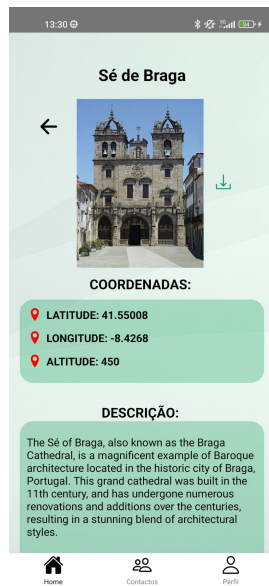 13:30
Sé de Braga
COORDENADAS:
LATITUDE: 41.55008
LONGITUDE: -8.4268
ALTITUDE: 450
DESCRIÇÃO:
The Sé of Braga, also known as the Braga
Cathedral, is a magnificent example of Baroque
architecture located in the historic city of Braga,
Portugal. This grand cathedral was built in the
11th century, and has undergone numerous
renovations and additions over the centuries,
resulting in a stunning blend of architectural
styles.
Home Contactos Perfil